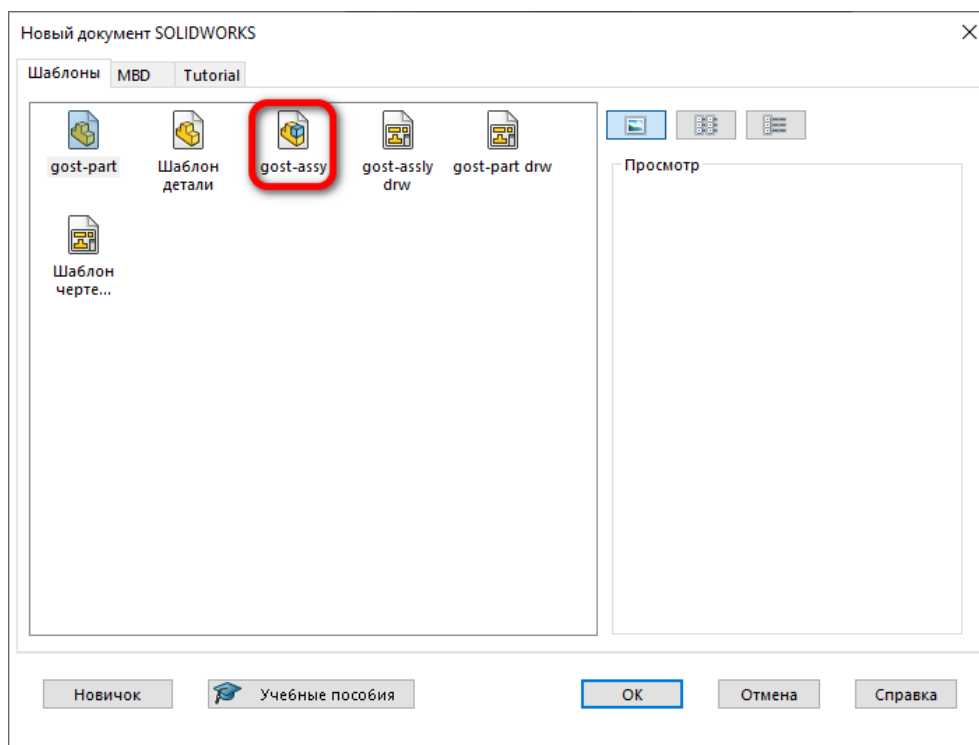 Новый документ SOLIDWORKS
Шаблоны MBD Tutorial
gost-part
Шаблон
детали
gost-assy
gost-assly
drw
gost-part drw
Просмотр
Шаблон
черте...
Новичок
Учебные пособия
OK
Отмена
Справка